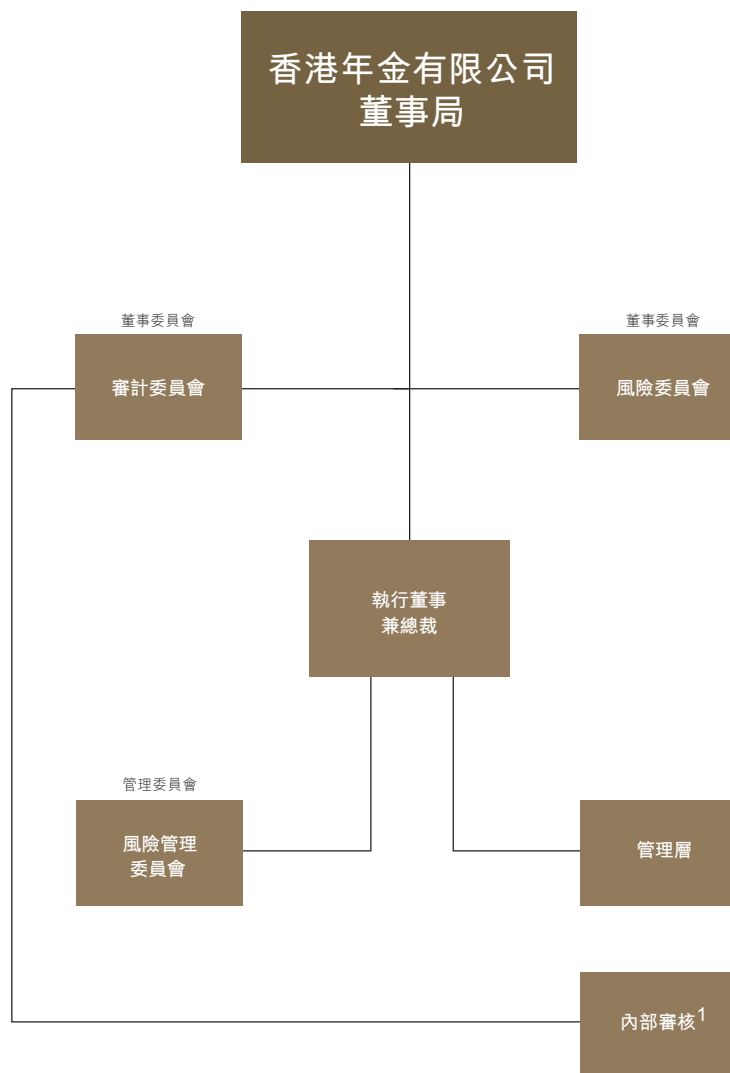 香港年金有限公司
董事局
董事委員會
董事委員會
審計委員會
風險委員會
執行董事
兼總裁
管理委員會
風險管理
委員會
管理層
內部審核1